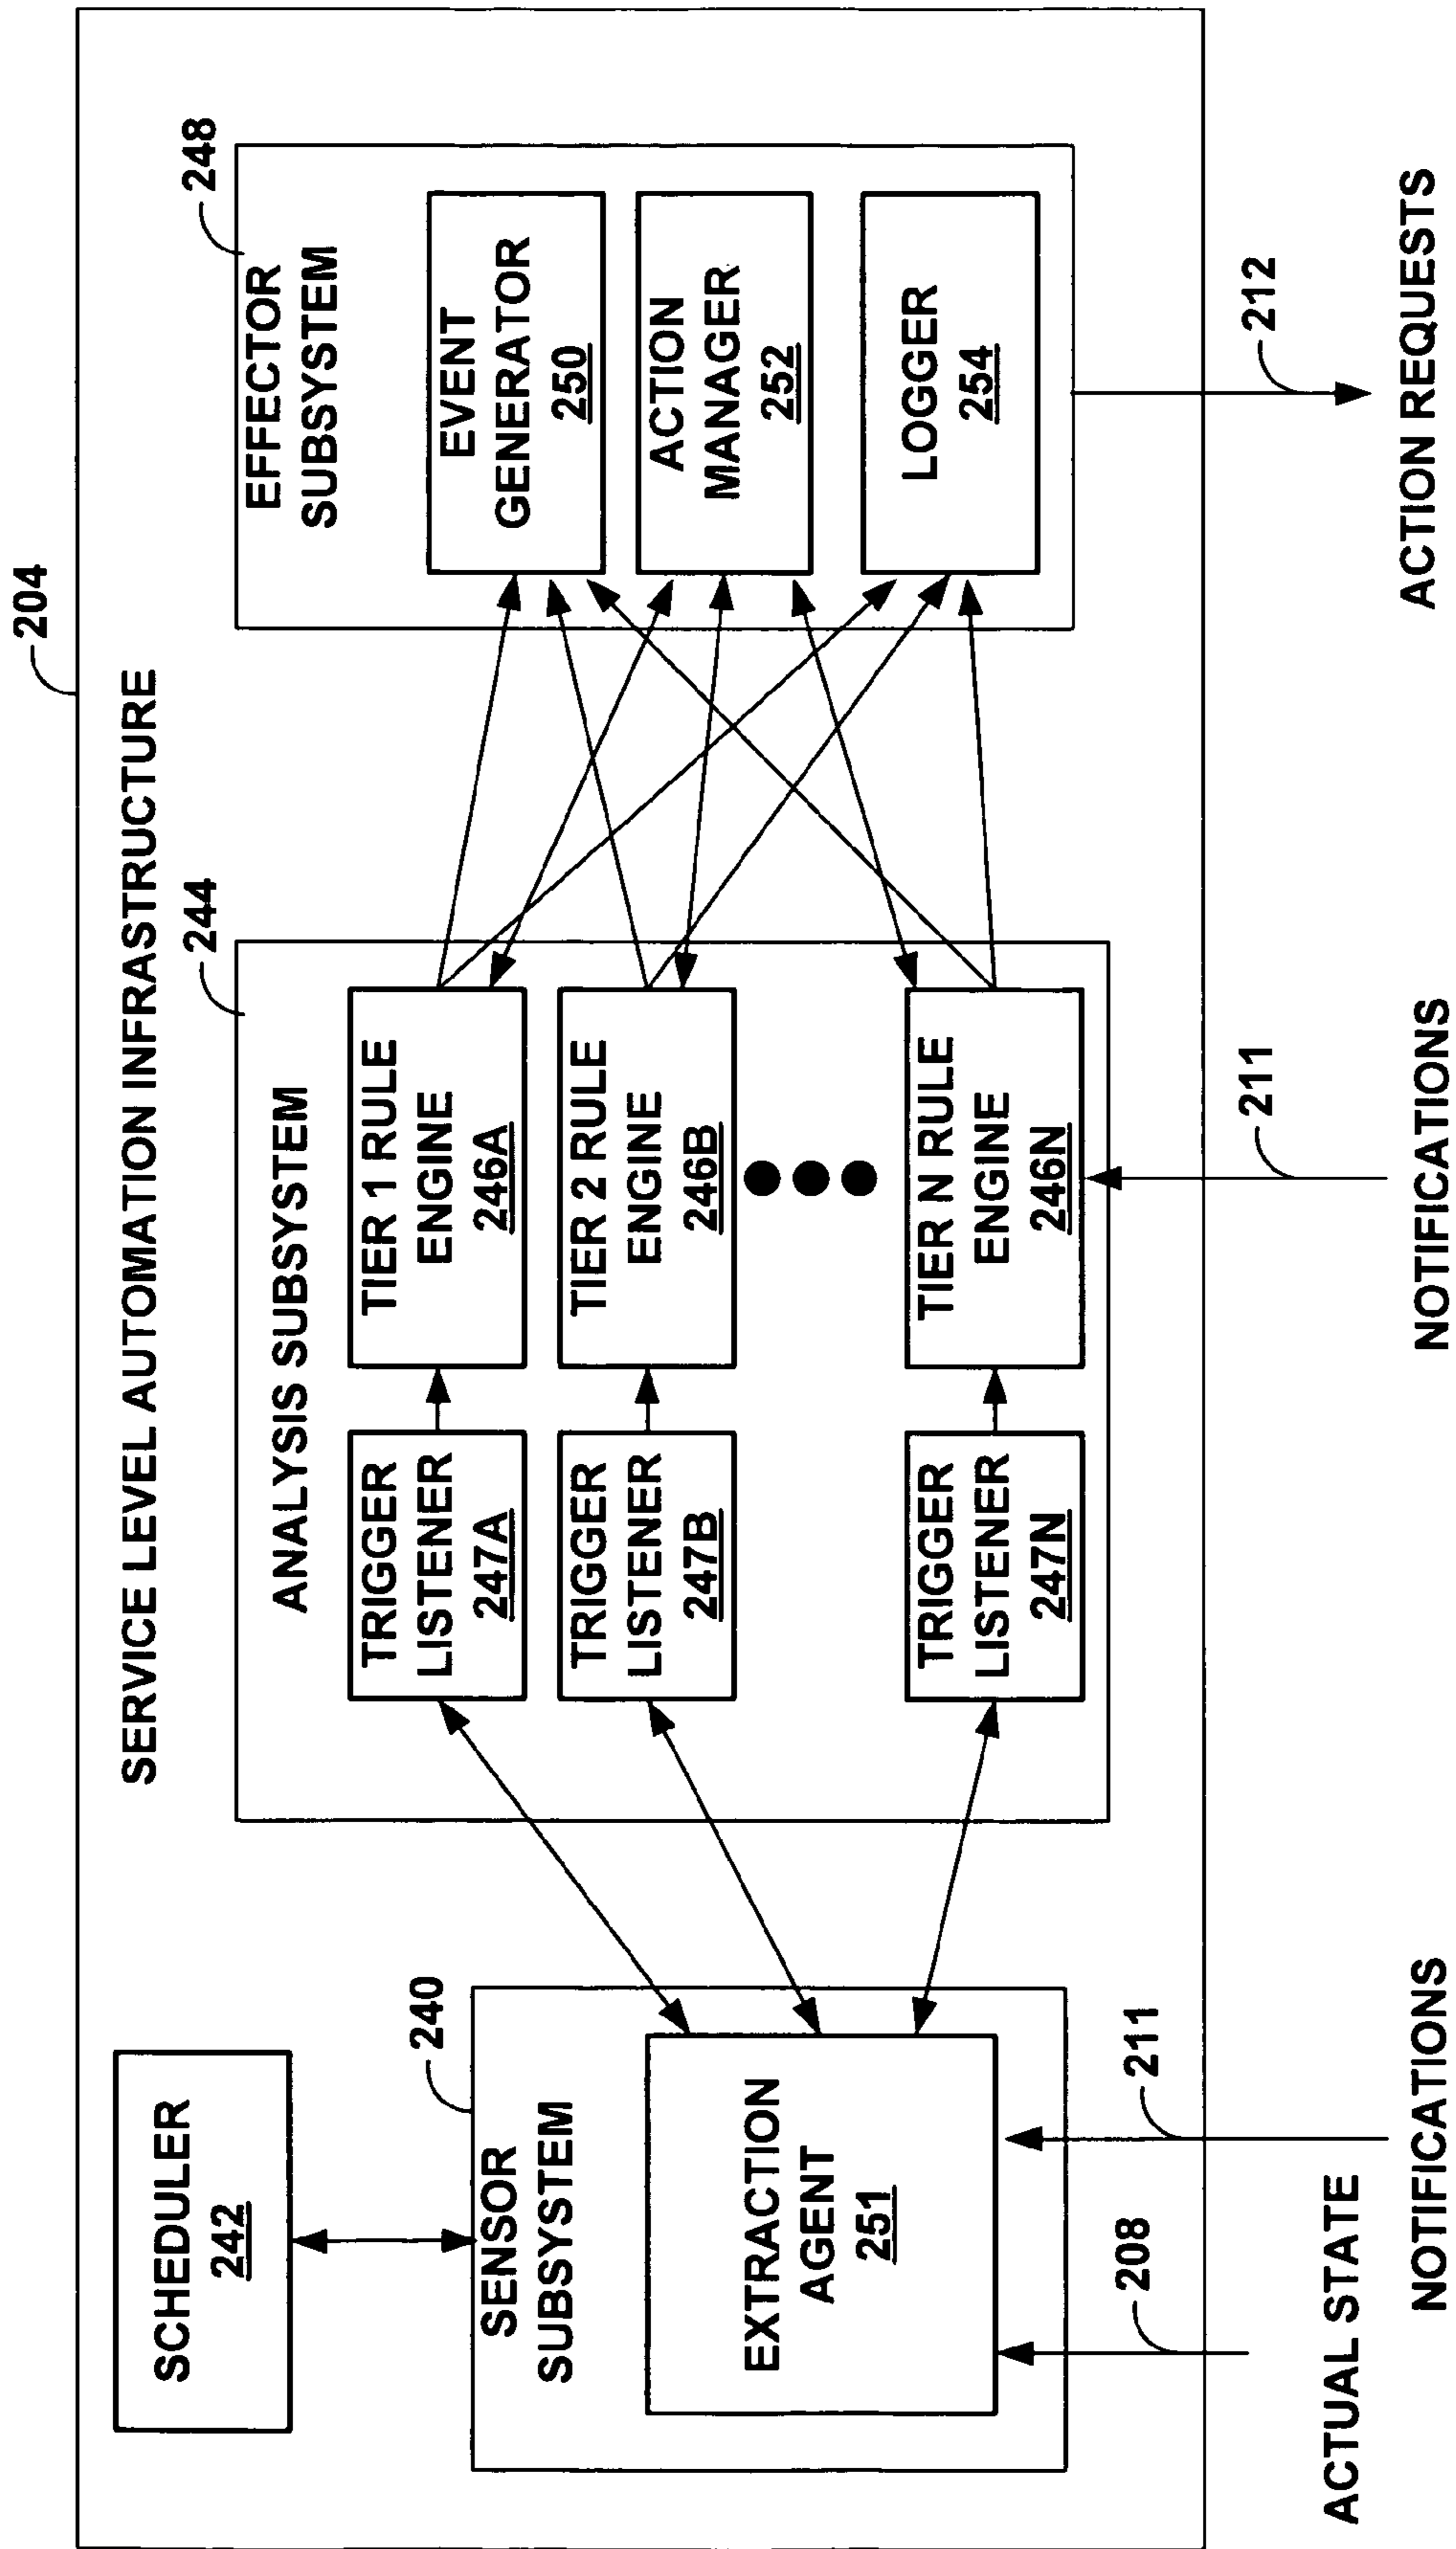 204
SERVICE LEVEL AUTOMATION INFRASTRUCTURE
SCHEDULER
242
240
SENSOR
SUBSYSTEM
EXTRACTION
AGENT
251
244
ANALYSIS SUBSYSTEM
TRIGGER
LISTENER
247A
TIER 1 RULE
ENGINE
246A
TRIGGER
LISTENER
247B
TIER 2 RULE
ENGINE
246B
TRIGGER
LISTENER
247N
TIER N RULE
ENGINE
246N
248
EFFECTOR
SUBSYSTEM
EVENT
GENERATOR
250
ACTION
MANAGER
252
LOGGER
254
208
ACTUAL STATE
211
NOTIFICATIONS
211
NOTIFICATIONS
212
ACTION REQUESTS